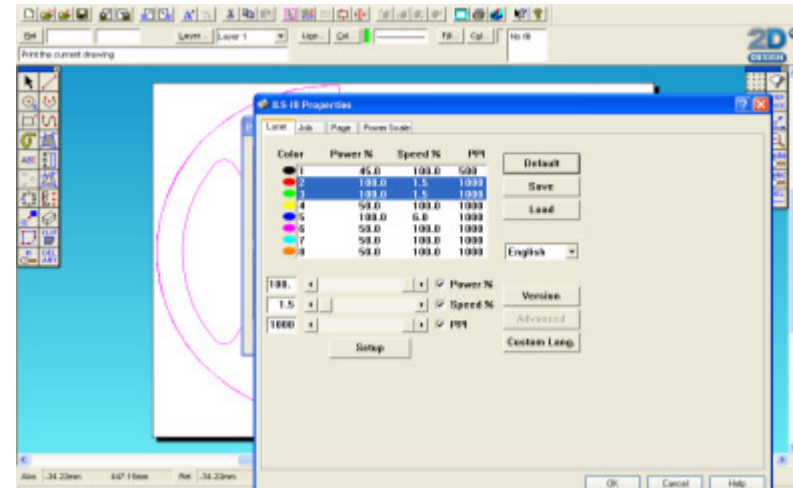 Layer... Layer 1
No fill
2D
DESIGN
Print the current drawing
ILS-III Properties
Laser Job Page Power Scale
Color Power % Speed % PPI
1 45.0 100.0 500
2 100.0 1.5 1000
3 100.0 1.5 1000
4 50.0 100.0 1000
5 100.0 6.0 1000
6 50.0 100.0 1000
7 50.0 100.0 1000
8 50.0 100.0 1000
Default
Save
Load
English
100. Power %
1.5 Speed %
1000 PPI
Setup
Version
Advanced
Custom Lang.
OK Cancel Help